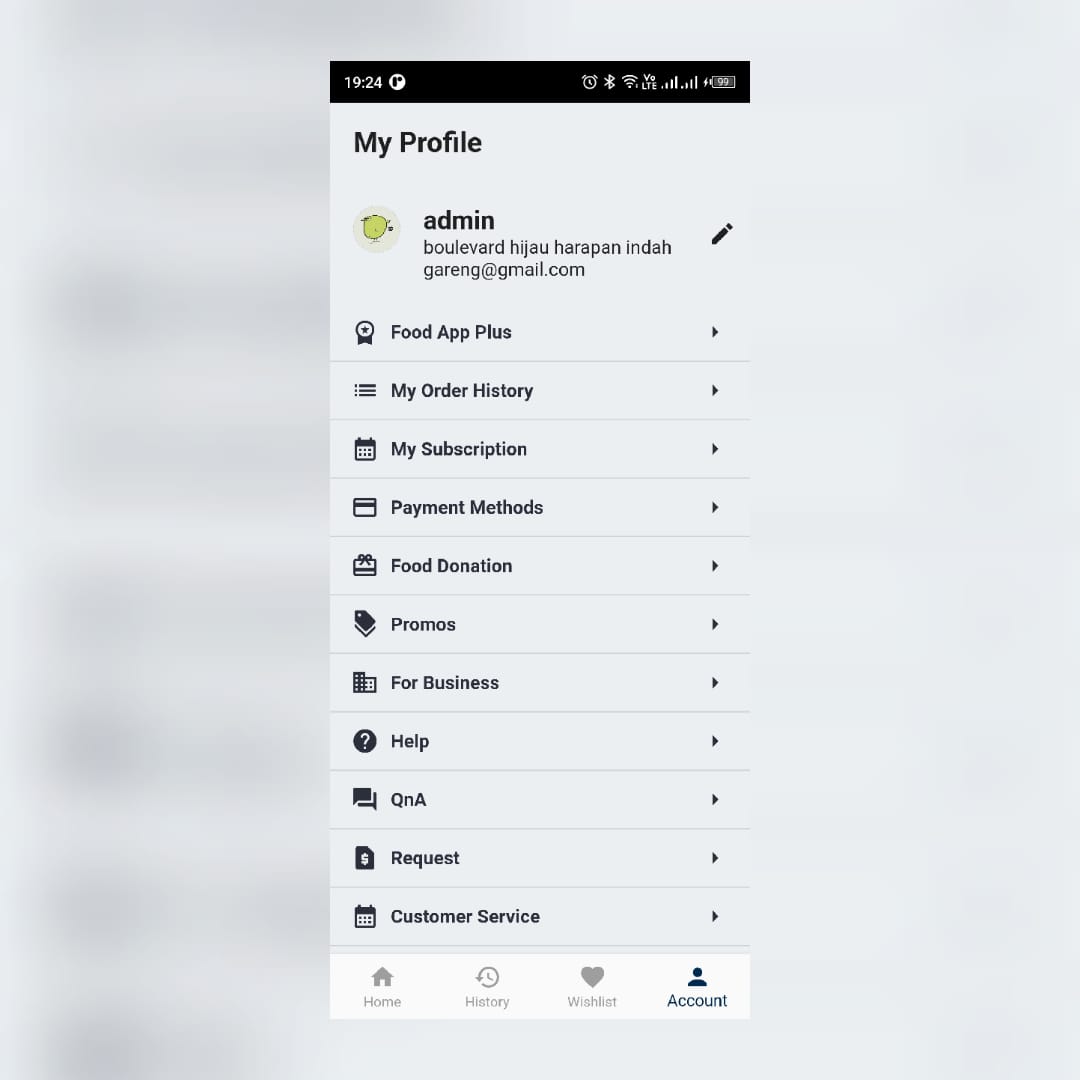 19:24
Vo LTE 99
My Profile
admin
boulevard hijau harapan indah
gareng@gmail.com
Food App Plus
My Order History
My Subscription
Payment Methods
Food Donation
Promos
For Business
Help
QnA
Request
Customer Service
Home History Wishlist Account